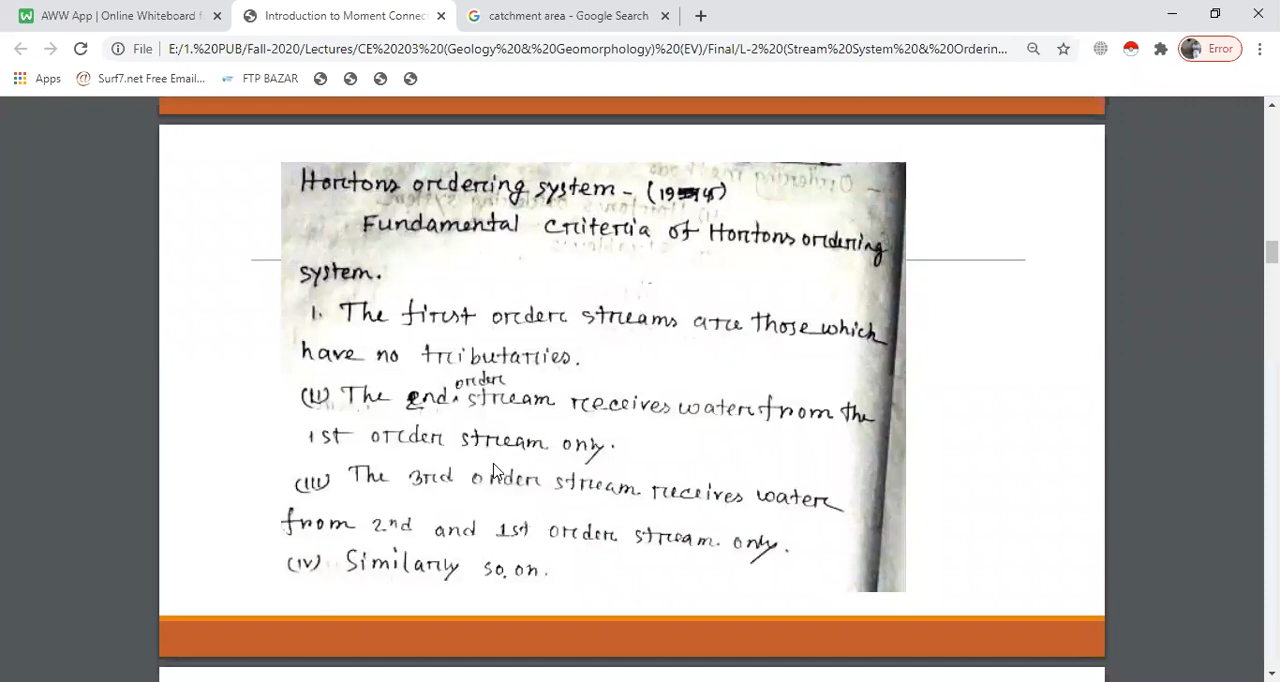 AWW App | Online Whiteboard f
Introduction to Moment Connec
catchment area - Google Search
File
E:/1.%20PUB/Fall-2020/Lectures/CE%20203%20(Geology%20&%20Geomorphology)%20(EV)/Final/L-2%20(Stream%20System%20&%20Orderin...
Error
Apps
Surf7.net Free Email...
FTP BAZAR
Hortons ordering system - (1945)
Fundamental criteria of Hortons ordering
system.
1. The first order streams are those which
have no tributaries.
(ii) The 2nd order stream receives water from the
1st order stream only.
(iii) The 3rd order stream receives water
from 2nd and 1st order stream only.
(iv) Similarly so on.